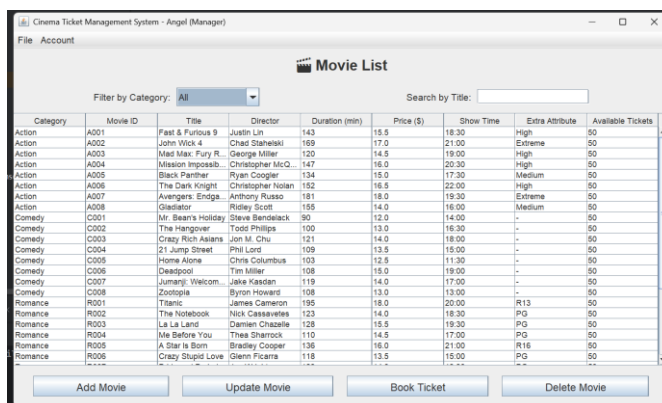 Cinema Ticket Management System - Angel (Manager)
File Account
Movie List
Filter by Category: All Search by Title:
Category Movie ID Title Director Duration (min) Price ($) Show Time Extra Attribute Available Tickets
Action A001 Fast & Furious 9 Justin Lin 143 15.5 18:30 High 50
Action A002 John Wick 4 Chad Stahelski 169 17.0 21:00 Extreme 50
Action A003 Mad Max: Fury R... George Miller 120 14.5 19:00 High 50
Action A004 Mission Impossib... Christopher McQ... 147 16.0 20:30 High 50
Action A005 Black Panther Ryan Coogler 134 15.0 17:30 Medium 50
Action A006 The Dark Knight Christopher Nolan 152 16.5 22:00 High 50
Action A007 Avengers: Endga... Anthony Russo 181 18.0 19:30 Extreme 50
Action A008 Gladiator Ridley Scott 155 14.0 16:00 Medium 50
Comedy C001 Mr. Bean's Holiday Steve Bendelack 90 12.0 14:00 - 50
Comedy C002 The Hangover Todd Phillips 100 13.0 16:30 - 50
Comedy C003 Crazy Rich Asians Jon M. Chu 121 14.0 18:00 - 50
Comedy C004 21 Jump Street Phil Lord 109 13.5 15:00 - 50
Comedy C005 Home Alone Chris Columbus 103 12.5 11:30 - 50
Comedy C006 Deadpool Tim Miller 108 15.0 19:00 - 50
Comedy C007 Jumanji: Welcom... Jake Kasdan 119 14.0 17:00 - 50
Comedy C008 Zootopia Byron Howard 108 13.0 13:00 - 50
Romance R001 Titanic James Cameron 195 18.0 20:00 R13 50
Romance R002 The Notebook Nick Cassavetes 123 14.0 18:30 PG 50
Romance R003 La La Land Damien Chazelle 128 15.5 19:30 PG 50
Romance R004 Me Before You Thea Sharrock 110 14.5 17:00 PG 50
Romance R005 A Star Is Born Bradley Cooper 136 16.0 21:00 R16 50
Romance R006 Crazy Stupid Love Glenn Ficarra 118 13.5 15:00 PG 50
Add Movie Update Movie Book Ticket Delete Movie